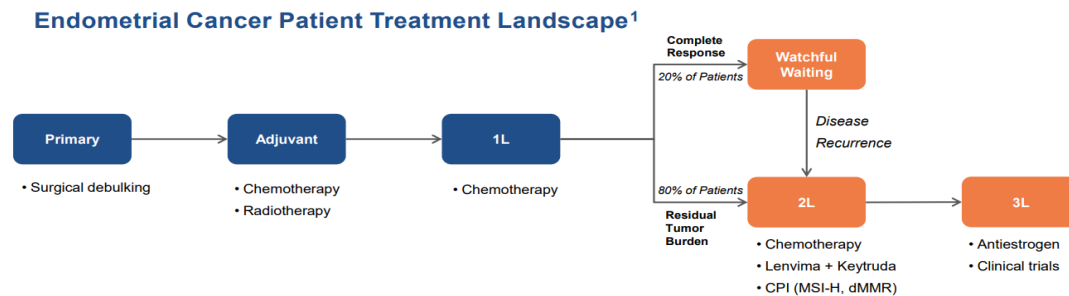 Endometrial Cancer Patient Treatment Landscape¹
Primary
• Surgical debulking
Adjuvant
• Chemotherapy
• Radiotherapy
1L
• Chemotherapy
Complete
Response
20% of Patients
Watchful
Waiting
Disease
Recurrence
80% of Patients
Residual
Tumor
Burden
2L
• Chemotherapy
• Lenvima + Keytruda
• CPI (MSI-H, dMMR)
3L
• Antiestrogen
• Clinical trials